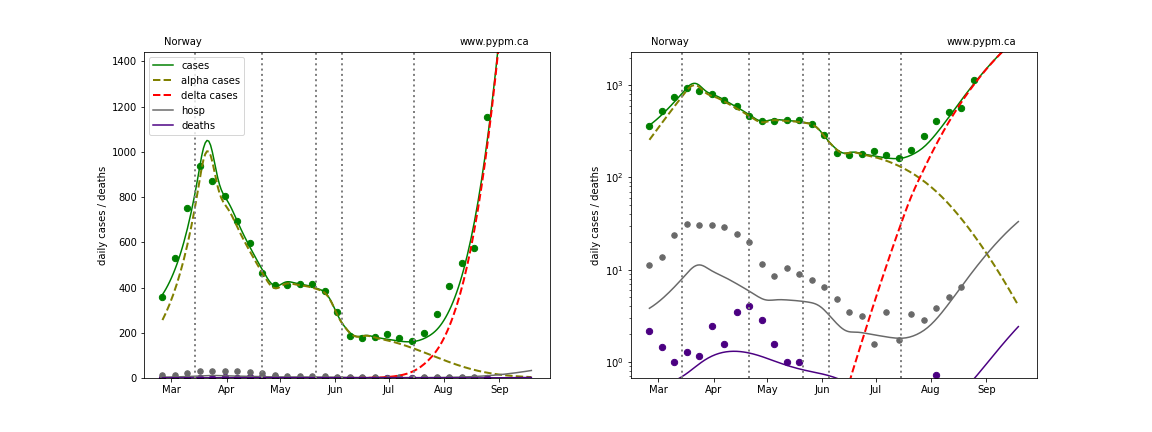 Norway www.pypm.ca
1400
1200
1000
800
600
400
200
0
daily cases / deaths
cases
alpha cases
delta cases
hosp
deaths
Mar Apr May Jun Jul Aug Sep
Norway www.pypm.ca
10³
10²
10¹
10⁰
daily cases / deaths
Mar Apr May Jun Jul Aug Sep